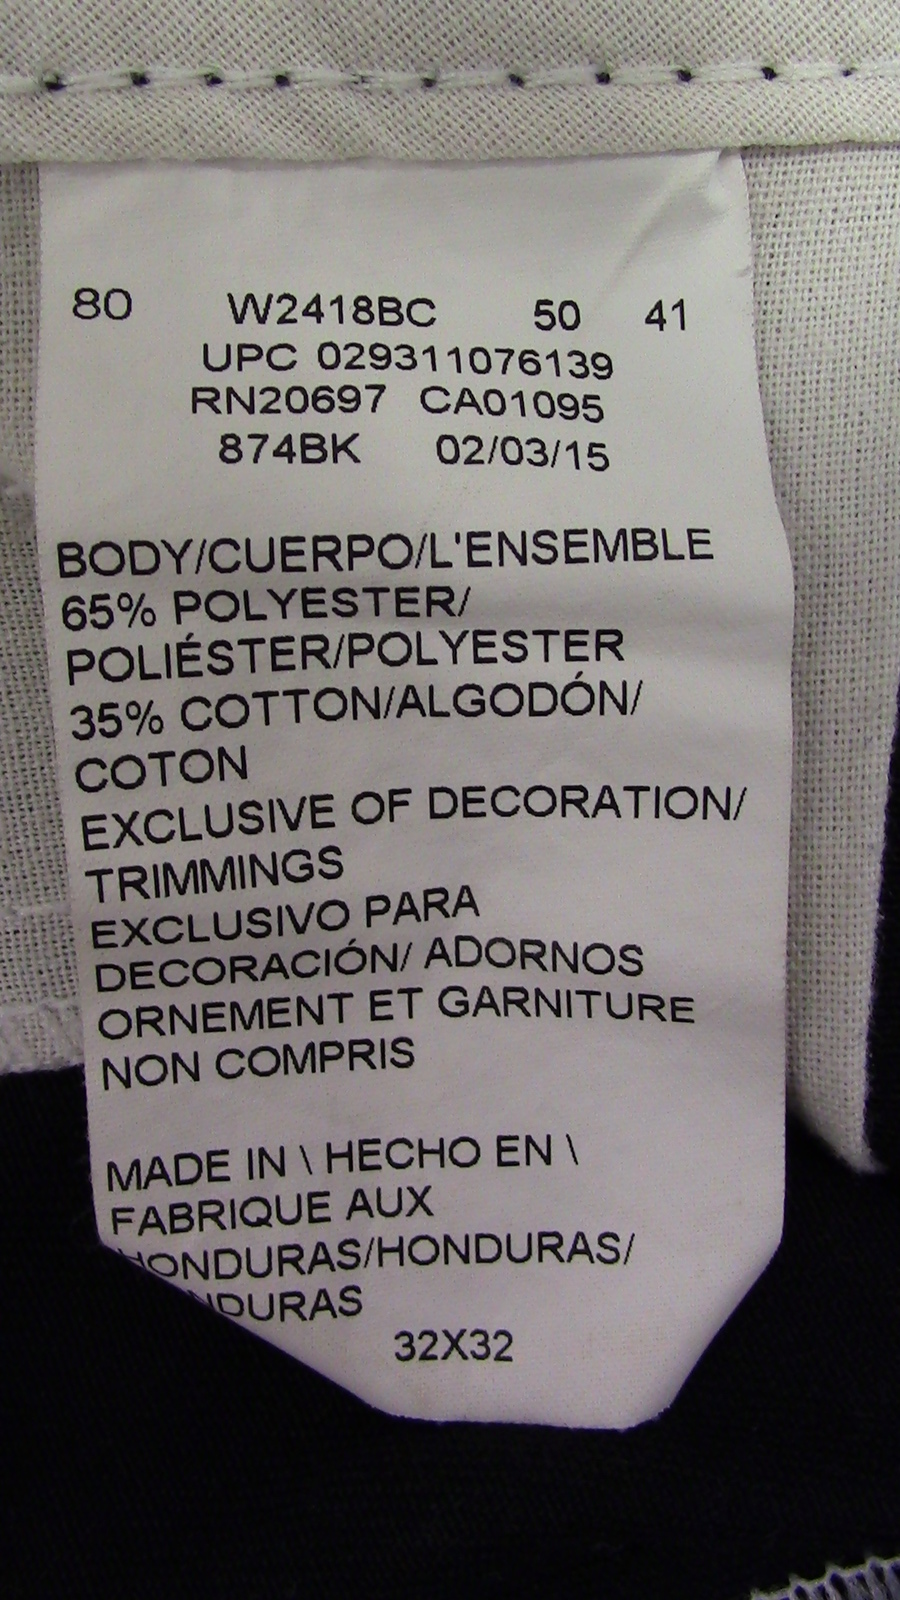 80 W2418BC 50 41
UPC 029311076139
RN20697 CA01095
874BK 02/03/15
BODY/CUERPO/L'ENSEMBLE
65% POLYESTER/
POLIÉSTER/POLYESTER
35% COTTON/ALGODÓN/
COTON
EXCLUSIVE OF DECORATION/
TRIMMINGS
EXCLUSIVO PARA
DECORACIÓN/ ADORNOS
ORNEMENT ET GARNITURE
NON COMPRIS
MADE IN \ HECHO EN \
FABRIQUE AUX
HONDURAS/HONDURAS/
NDURAS
32X32